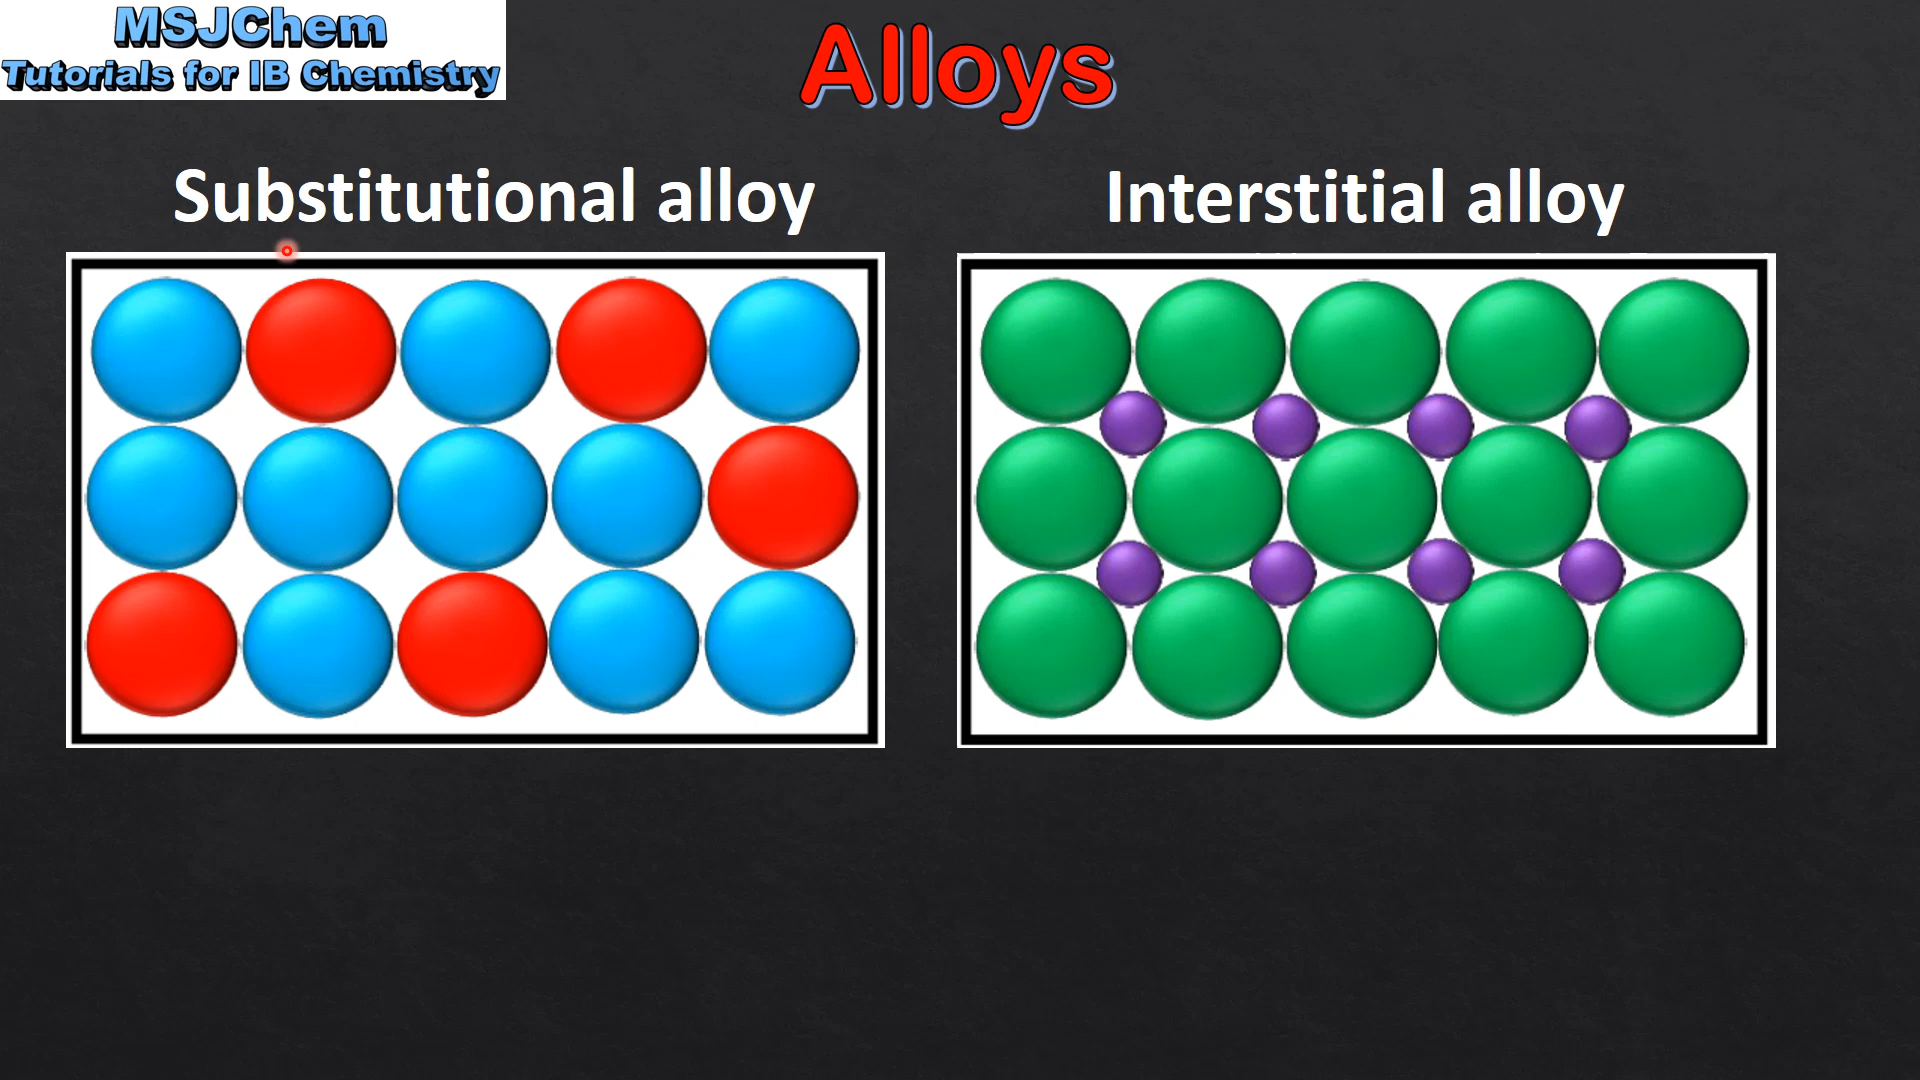 MSJChem
Tutorials for IB Chemistry
Alloys
Substitutional alloy
Interstitial alloy